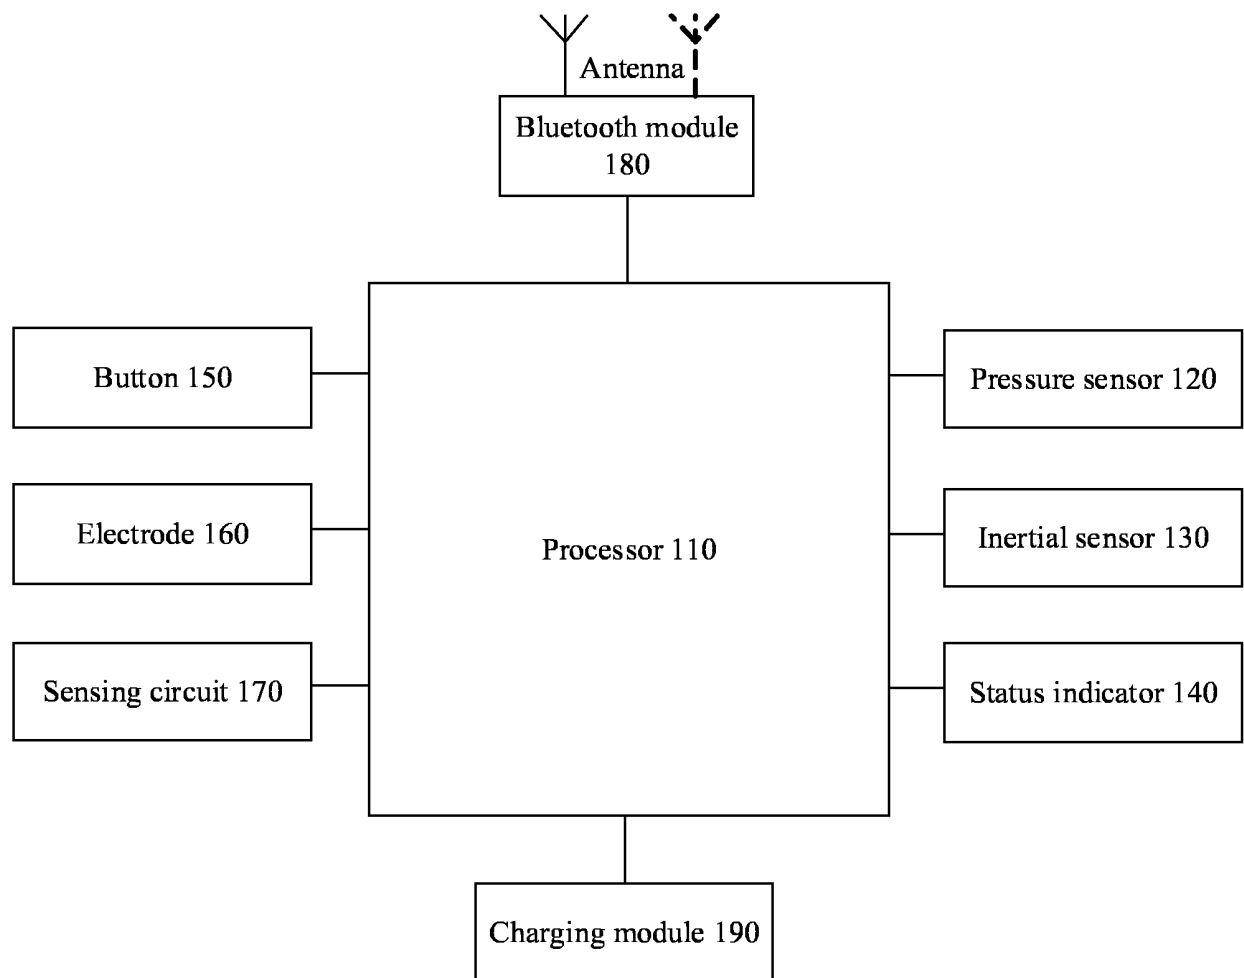 Antenna
Bluetooth module
180
Button 150
Pressure sensor 120
Electrode 160
Processor 110
Inertial sensor 130
Sensing circuit 170
Status indicator 140
Charging module 190